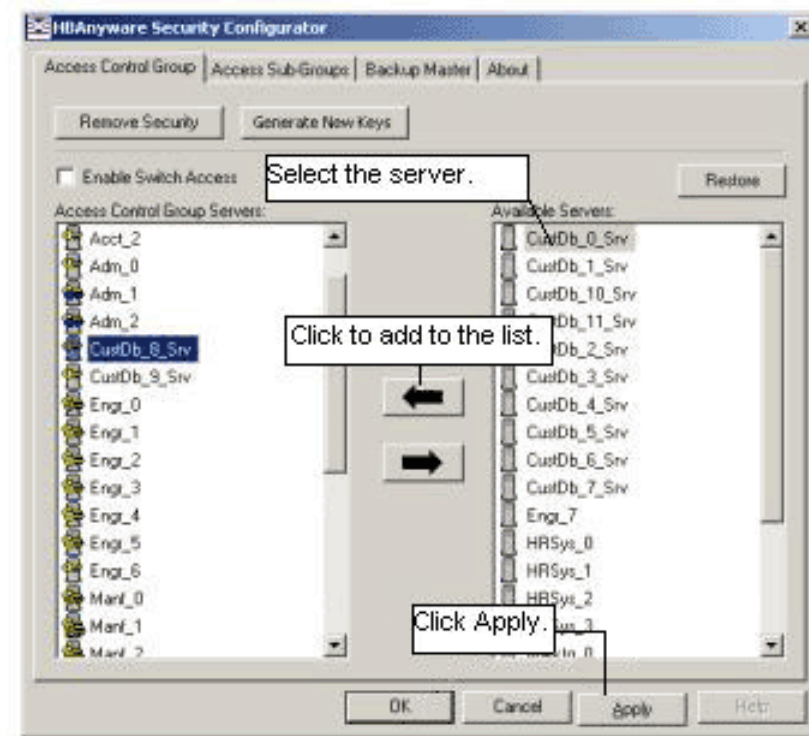 HBAnyware Security Configurator
Access Control Group Access Sub-Groups Backup Master About
Remove Security Generate New Keys
Enable Switch Access
Select the server.
Restore
Access Control Group Servers:
Acct_2
Adm_0
Adm_1
Adm_2
CustDb_8_Srv
CustDb_9_Srv
Engr_0
Engr_1
Engr_2
Engr_3
Engr_4
Engr_5
Engr_6
Manf_0
Manf_1
Manf_2
Click to add to the list.
Available Servers:
CustDb_0_Srv
CustDb_1_Srv
CustDb_10_Srv
CustDb_11_Srv
CustDb_2_Srv
CustDb_3_Srv
CustDb_4_Srv
CustDb_5_Srv
CustDb_6_Srv
CustDb_7_Srv
Engr_7
HRSys_0
HRSys_1
HRSys_2
Click Apply.
OK Cancel Apply Help